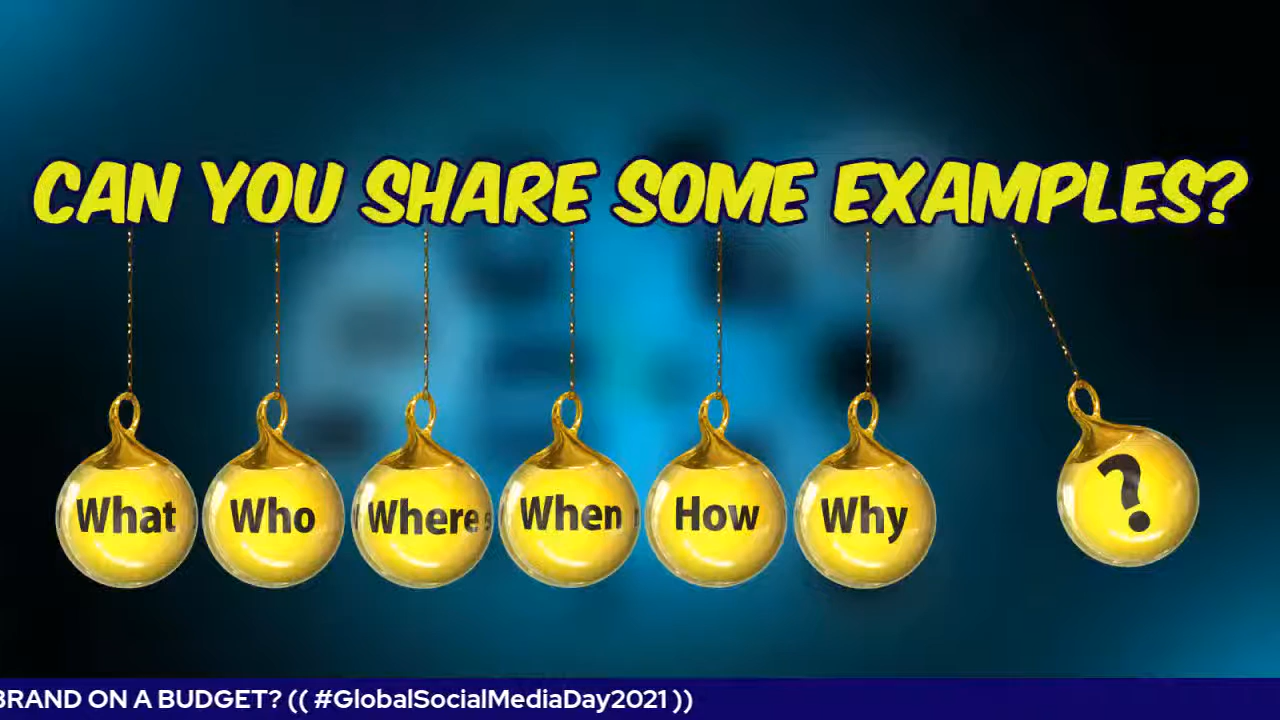 CAN YOU SHARE SOME EXAMPLES?
What Who Where When How Why ?
BRAND ON A BUDGET? (( #GlobalSocialMediaDay2021 ))